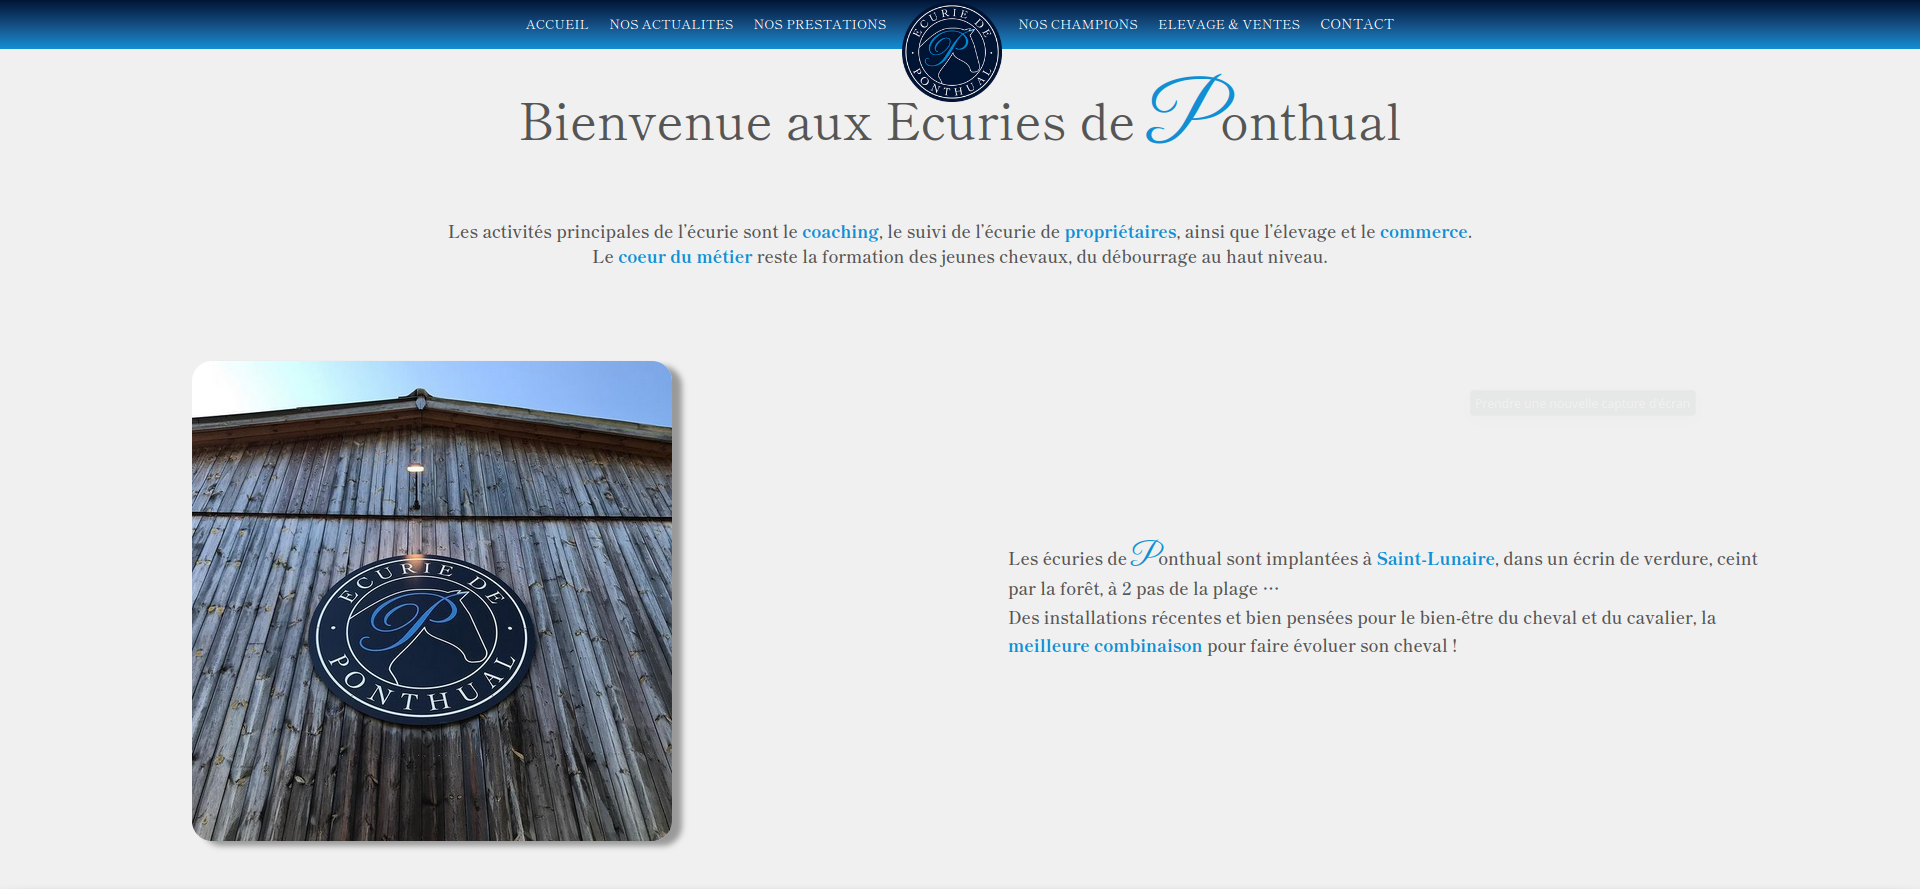 ACCUEIL NOS ACTUALITES NOS PRESTATIONS ECURIE DE P PONTHUAL NOS CHAMPIONS ELEVAGE & VENTES CONTACT
Bienvenue aux Ecuries de Ponthual
Les activités principales de l'écurie sont le coaching, le suivi de l'écurie de propriétaires, ainsi que l'élevage et le commerce.
Le coeur du métier reste la formation des jeunes chevaux, du débourrage au haut niveau.
Prendre une nouvelle capture d'écran
ECURIE DE
P
PONTHUAL
Les écuries de Ponthual sont implantées à Saint-Lunaire, dans un écrin de verdure, ceint
par la forêt, à 2 pas de la plage ···
Des installations récentes et bien pensées pour le bien-être du cheval et du cavalier, la
meilleure combinaison pour faire évoluer son cheval !